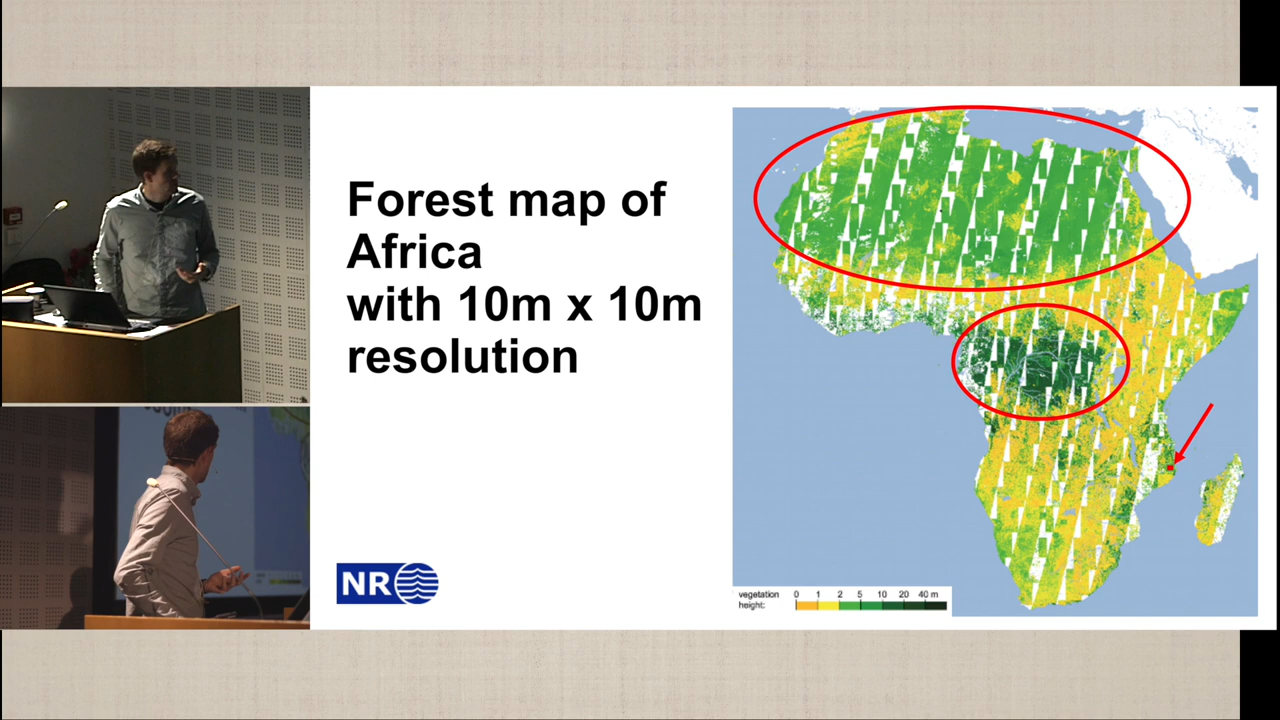 Forest map of
Africa
with 10m x 10m
resolution
NR
vegetation
height:
0 1 2 5 10 20 40 m